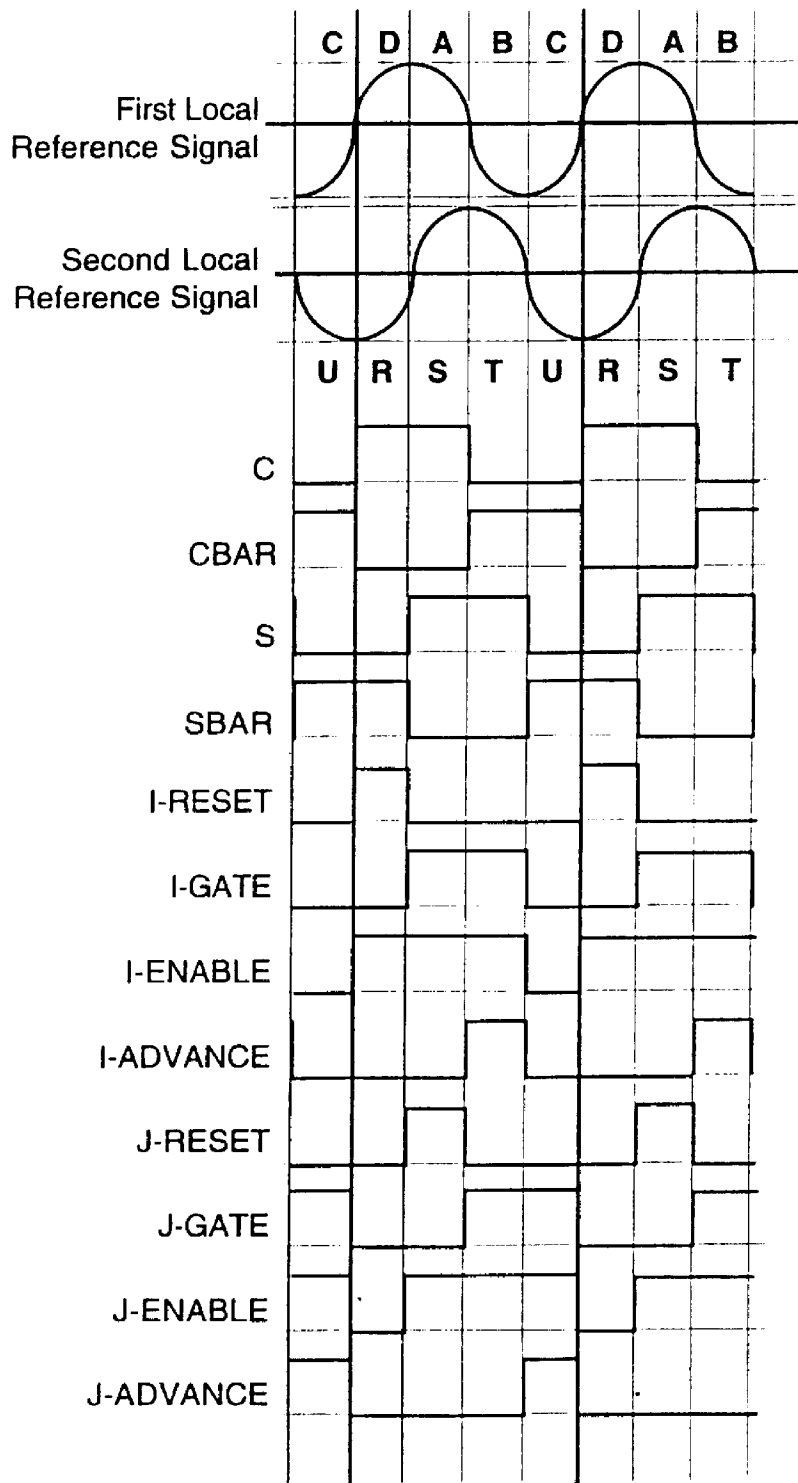 C D A B C D A B
First Local
Reference Signal
Second Local
Reference Signal
U R S T U R S T
C
CBAR
S
SBAR
I-RESET
I-GATE
I-ENABLE
I-ADVANCE
J-RESET
J-GATE
J-ENABLE
J-ADVANCE